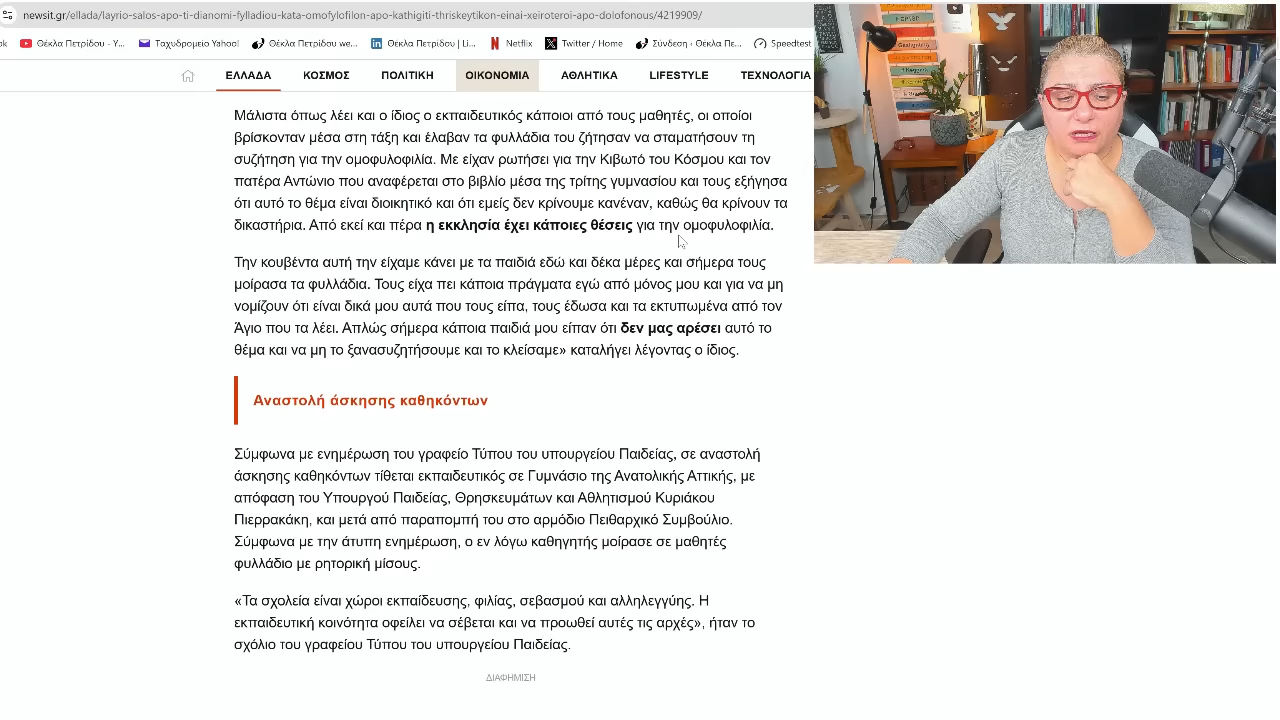 newsit.gr/ellada/layrio-salos-apo-ti-dianomi-fylladiou-kata-omofylofilon-apo-kathigiti-thriskeytikon-einai-xeiroteroi-apo-dolofonous/4219909/
ok Θέκλα Πετρίδου - Y Ταχυδρομείο Yahoo! Θέκλα Πετρίδου we... Θέκλα Πετρίδου | Li... Netflix Twitter / Home Σύνδεση ‹ Θέκλα Πε... Speedtest
ΕΛΛΑΔΑ ΚΟΣΜΟΣ ΠΟΛΙΤΙΚΗ ΟΙΚΟΝΟΜΙΑ ΑΘΛΗΤΙΚΑ LIFESTYLE ΤΕΧΝΟΛΟΓΙΑ
Μάλιστα όπως λέει και ο ίδιος ο εκπαιδευτικός κάποιοι από τους μαθητές, οι οποίοι
βρίσκονταν μέσα στη τάξη και έλαβαν τα φυλλάδια του ζήτησαν να σταματήσουν τη
συζήτηση για την ομοφυλοφιλία. Με είχαν ρωτήσει για την Κιβωτό του Κόσμου και τον
πατέρα Αντώνιο που αναφέρεται στο βιβλίο μέσα της τρίτης γυμνασίου και τους εξήγησα
ότι αυτό το θέμα είναι διοικητικό και ότι εμείς δεν κρίνουμε κανέναν, καθώς θα κρίνουν τα
δικαστήρια. Από εκεί και πέρα η εκκλησία έχει κάποιες θέσεις για την ομοφυλοφιλία.
Την κουβέντα αυτή την είχαμε κάνει με τα παιδιά εδώ και δέκα μέρες και σήμερα τους
μοίρασα τα φυλλάδια. Τους είχα πει κάποια πράγματα εγώ από μόνος μου και για να μη
νομίζουν ότι είναι δικά μου αυτά που τους είπα, τους έδωσα και τα εκτυπωμένα από τον
Άγιο που τα λέει. Απλώς σήμερα κάποια παιδιά μου είπαν ότι δεν μας αρέσει αυτό το
θέμα και να μη το ξανασυζητήσουμε και το κλείσαμε» καταλήγει λέγοντας ο ίδιος.
Αναστολή άσκησης καθηκόντων
Σύμφωνα με ενημέρωση του γραφείο Τύπου του υπουργείου Παιδείας, σε αναστολή
άσκησης καθηκόντων τίθεται εκπαιδευτικός σε Γυμνάσιο της Ανατολικής Αττικής, με
απόφαση του Υπουργού Παιδείας, Θρησκευμάτων και Αθλητισμού Κυριάκου
Πιερρακάκη, και μετά από παραπομπή του στο αρμόδιο Πειθαρχικό Συμβούλιο.
Σύμφωνα με την άτυπη ενημέρωση, ο εν λόγω καθηγητής μοίρασε σε μαθητές
φυλλάδιο με ρητορική μίσους.
«Τα σχολεία είναι χώροι εκπαίδευσης, φιλίας, σεβασμού και αλληλεγγύης. Η
εκπαιδευτική κοινότητα οφείλει να σέβεται και να προωθεί αυτές τις αρχές», ήταν το
σχόλιο του γραφείου Τύπου του υπουργείου Παιδείας.
ΔΙΑΦΗΜΙΣΗ